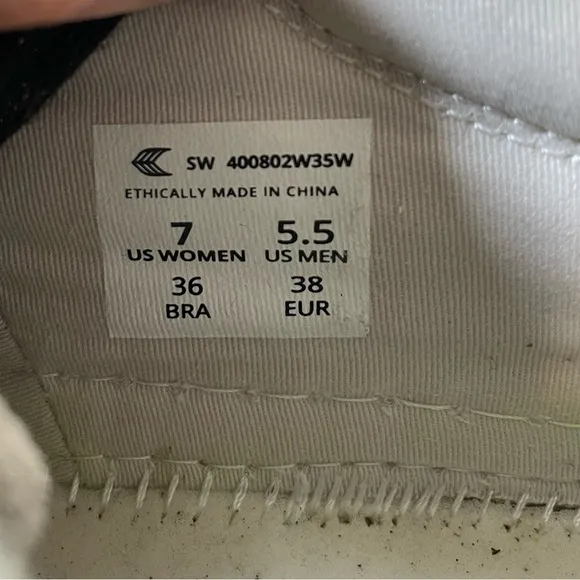 SW 400802W35W
ETHICALLY MADE IN CHINA
7 5.5
US WOMEN US MEN
36 38
BRA EUR